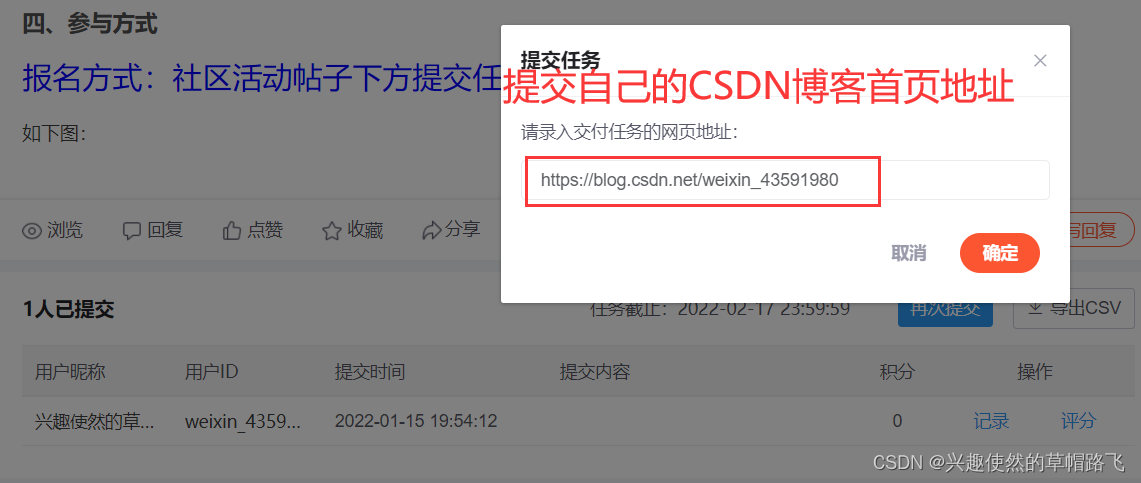 四、参与方式
报名方式：社区活动帖子下方提交任
如下图：
提交任务
提交自己的CSDN博客首页地址
请录入交付任务的网页地址：
https://blog.csdn.net/weixin_43591980
取消 确定
浏览 回复 点赞 收藏 分享 写回复
1人已提交 任务截止：2022-02-17 23:59:59 再次提交 导出CSV
用户昵称 用户ID 提交时间 提交内容 积分 操作
兴趣使然的草... weixin_4359... 2022-01-15 19:54:12 0 记录 评分
CSDN @兴趣使然的草帽路飞